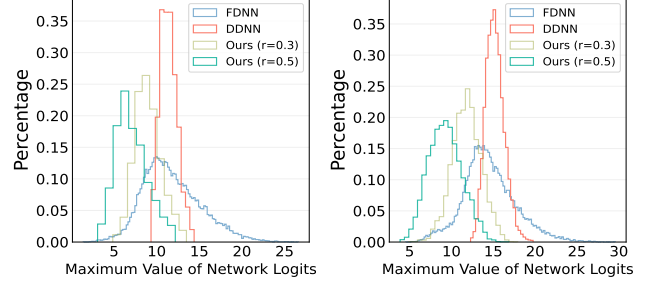 Percentage
0.35
0.30
0.25
0.20
0.15
0.10
0.05
0.00
5 10 15 20 25
Maximum Value of Network Logits
FDNN
DDNN
Ours (r=0.3)
Ours (r=0.5)
Percentage
0.35
0.30
0.25
0.20
0.15
0.10
0.05
0.00
5 10 15 20 25 30
Maximum Value of Network Logits
FDNN
DDNN
Ours (r=0.3)
Ours (r=0.5)